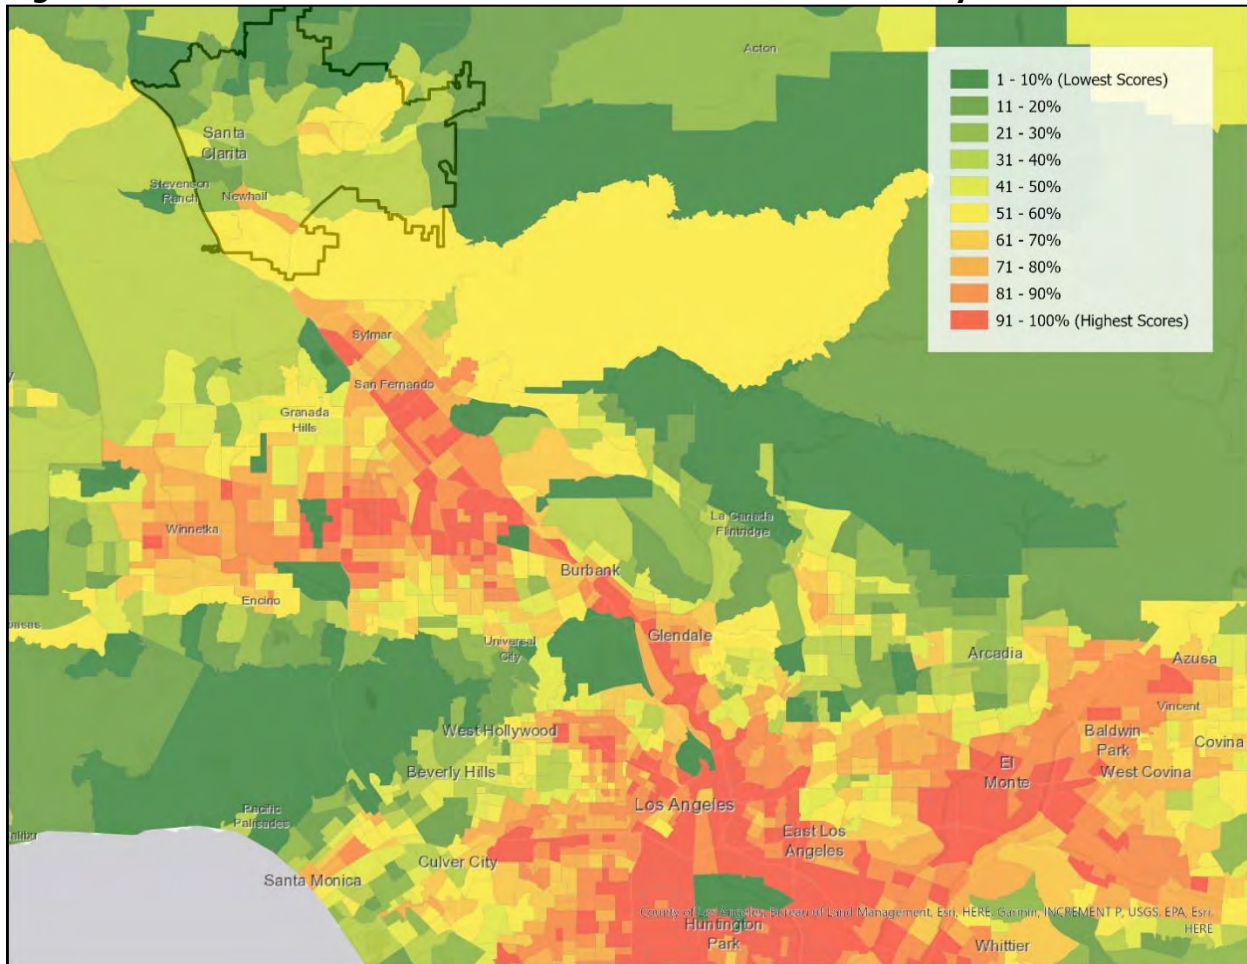 Acton
1 - 10% (Lowest Scores)
11 - 20%
21 - 30%
31 - 40%
41 - 50%
51 - 60%
61 - 70%
71 - 80%
81 - 90%
91 - 100% (Highest Scores)
Santa
Clarita
Stevenson
Ranch
Newhall
Sylmar
San Fernando
Granada
Hills
La Canada
Flintridge
Winnetka
Burbank
Encino
Universal
City
Glendale
Arcadia
Azusa
Vincent
West Hollywood
Baldwin
Park
Covina
Beverly Hills
El
Monte
West Covina
Pacific
Palisades
Los Angeles
East Los
Angeles
Culver City
Santa Monica
County of Los Angeles, Bureau of Land Management, Esri, HERE, Garmin, INCREMENT P, USGS, EPA, Esri,
HERE
Huntington
Park
Whittier